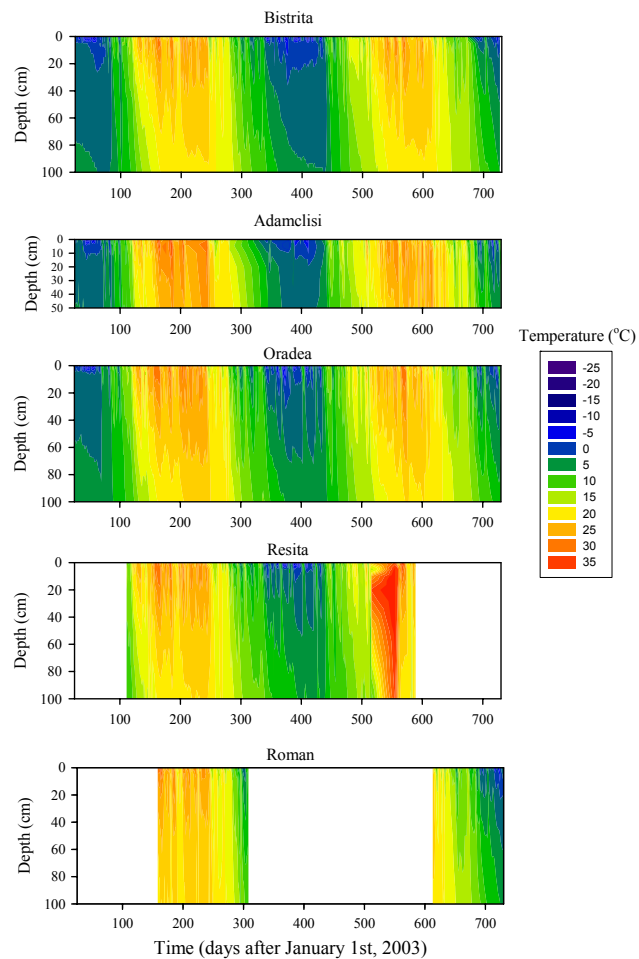 Bistrita
0
20
40
60
80
100
Depth (cm)
100 200 300 400 500 600 700
Adamclisi
0
10
20
30
40
50
Depth (cm)
100 200 300 400 500 600 700
Oradea
0
20
40
60
80
100
Depth (cm)
100 200 300 400 500 600 700
Resita
0
20
40
60
80
100
Depth (cm)
100 200 300 400 500 600 700
Roman
0
20
40
60
80
100
Depth (cm)
100 200 300 400 500 600 700
Time (days after January 1st, 2003)
Temperature (°C)
-25
-20
-15
-10
-5
0
5
10
15
20
25
30
35